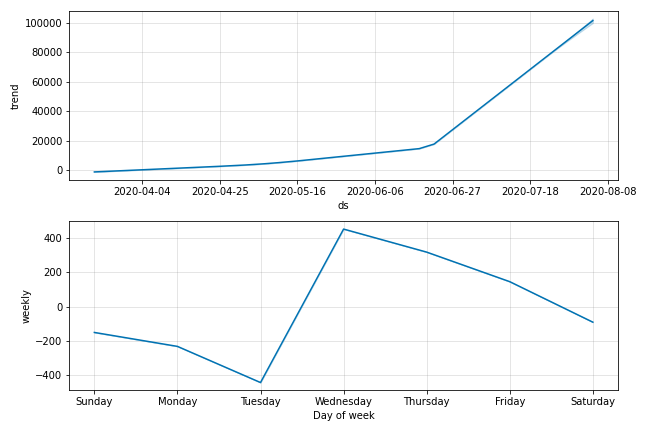 100000
80000
60000
40000
20000
0
trend
2020-04-04 2020-04-25 2020-05-16 2020-06-06 2020-06-27 2020-07-18 2020-08-08
ds
400
200
0
−200
−400
weekly
Sunday Monday Tuesday Wednesday Thursday Friday Saturday
Day of week